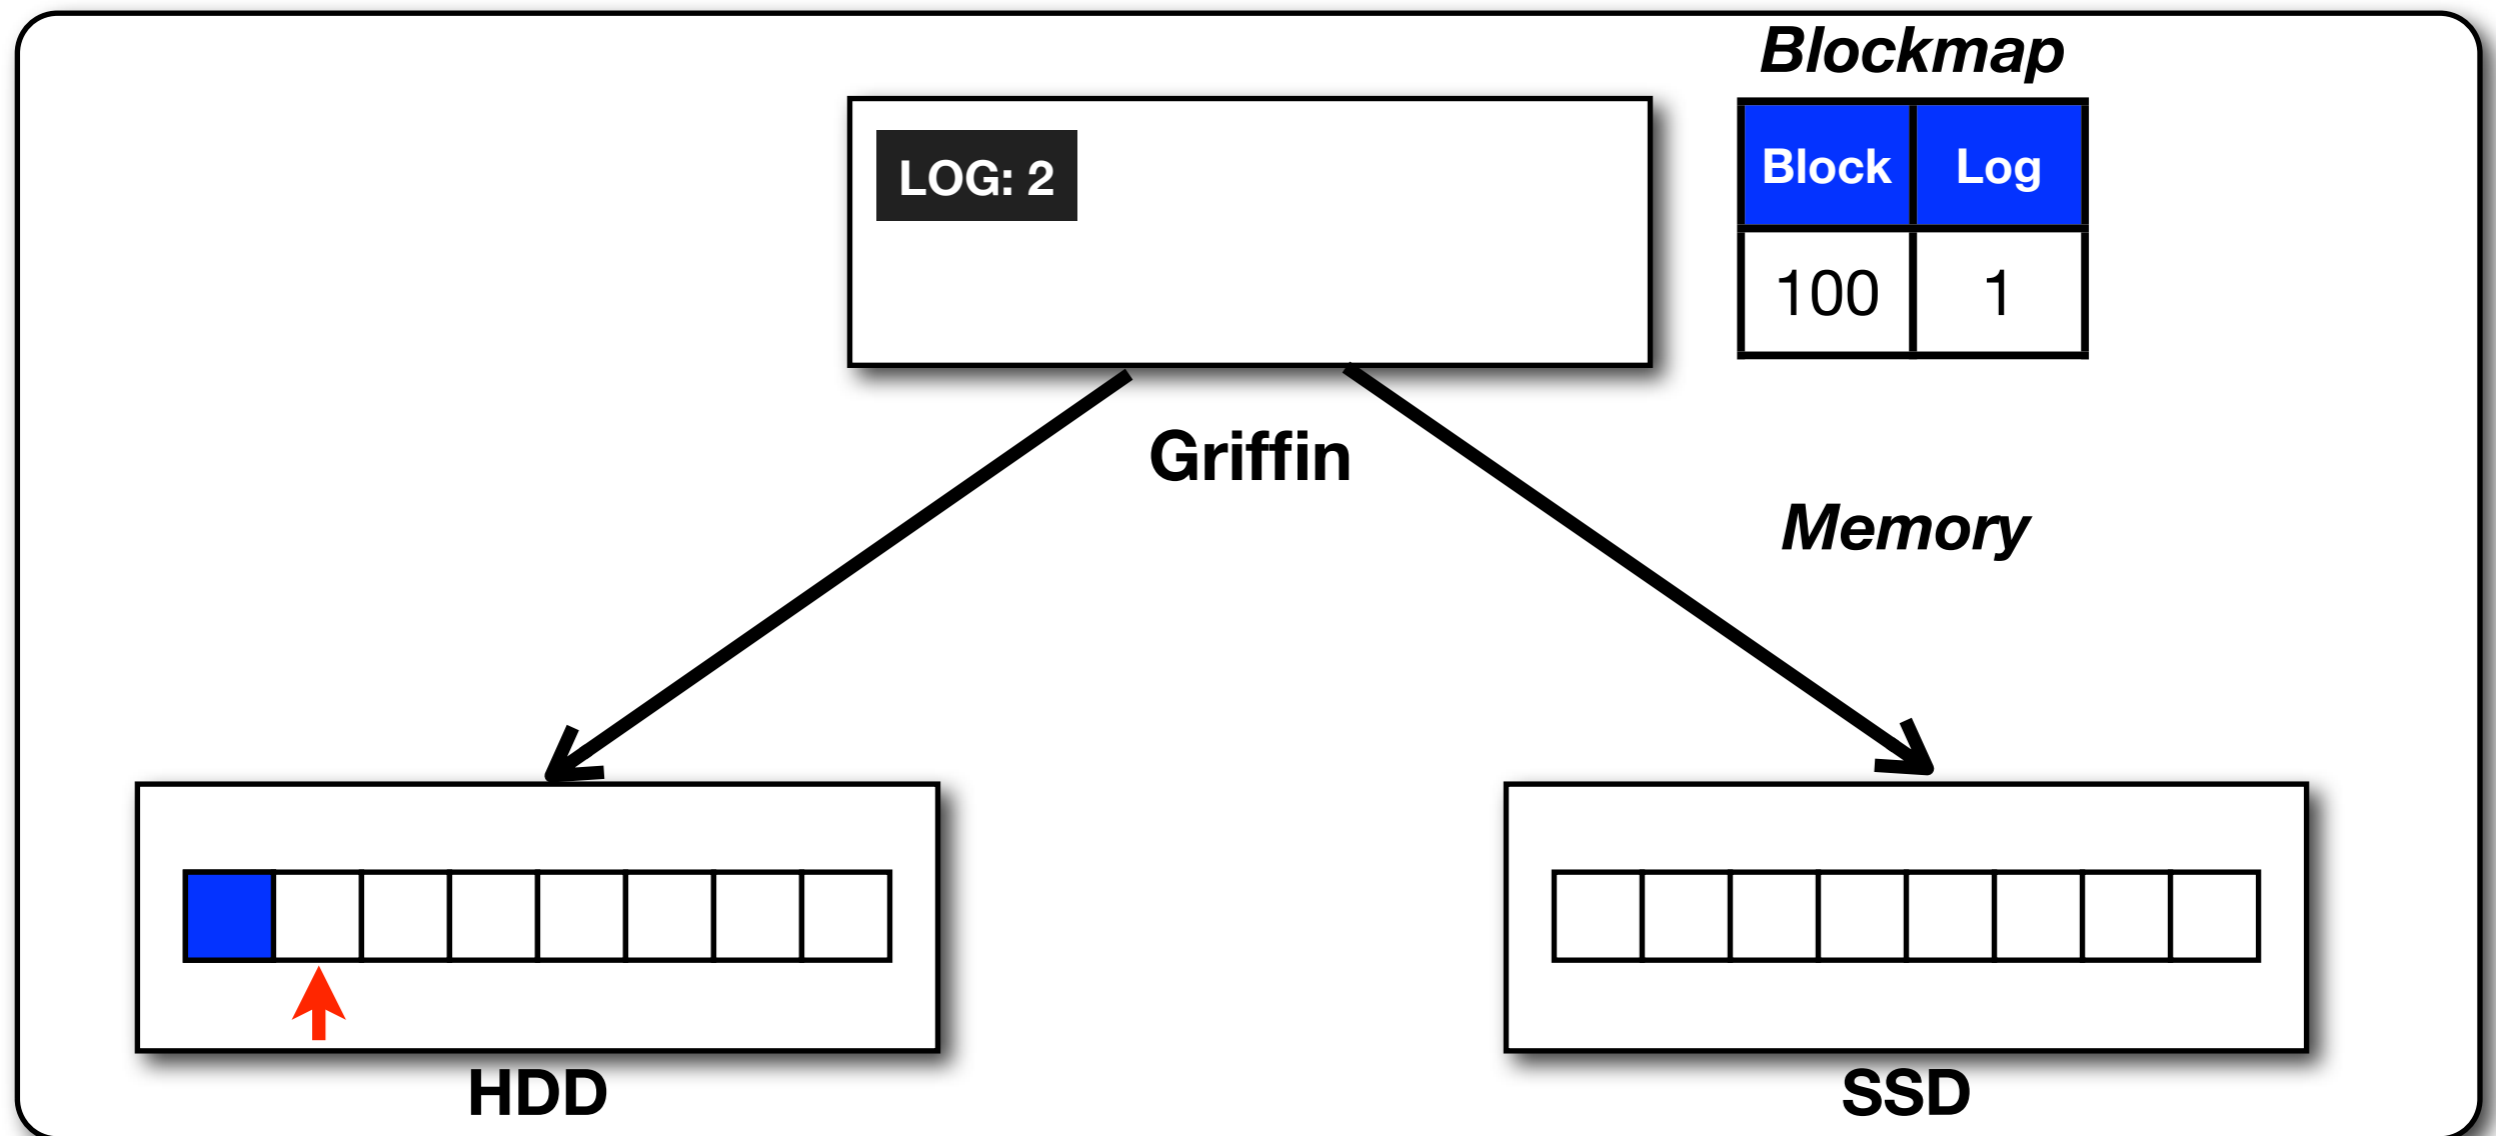 Blockmap
LOG: 2
Block Log
100 1
Griffin
Memory
HDD
SSD